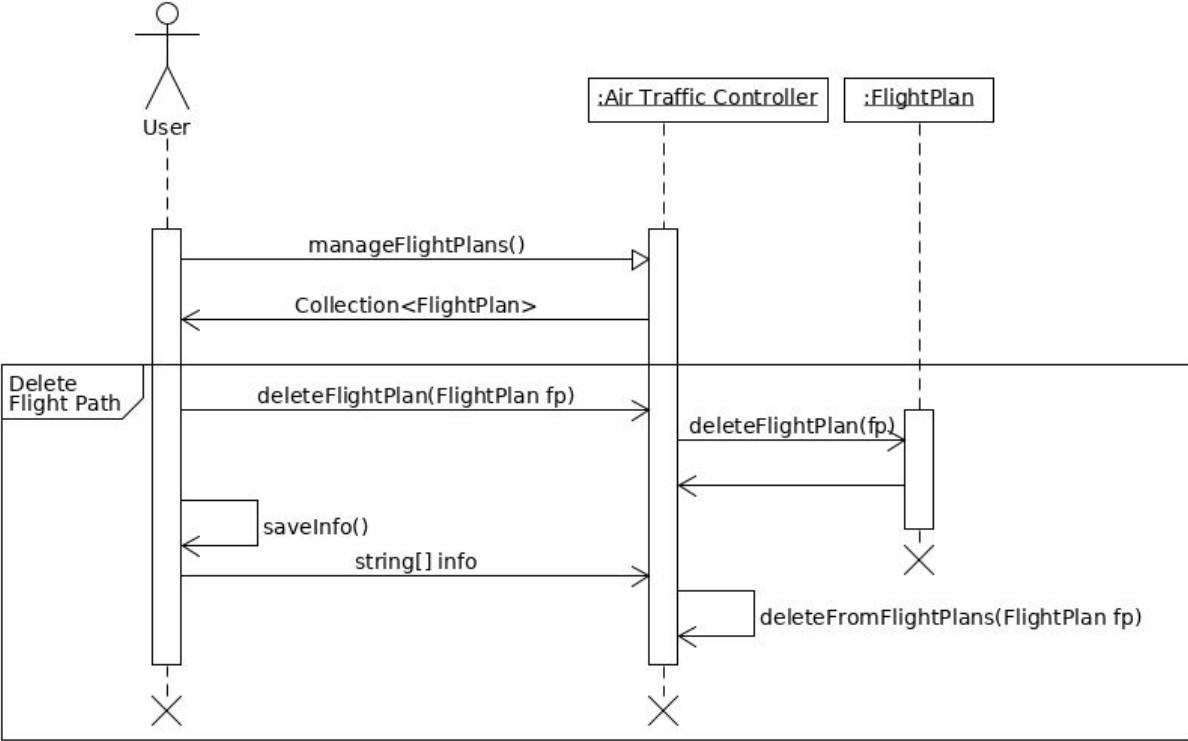 User
:Air Traffic Controller
:FlightPlan
manageFlightPlans()
Collection<FlightPlan>
Delete
Flight Path
deleteFlightPlan(FlightPlan fp)
deleteFlightPlan(fp)
saveInfo()
string[] info
deleteFromFlightPlans(FlightPlan fp)